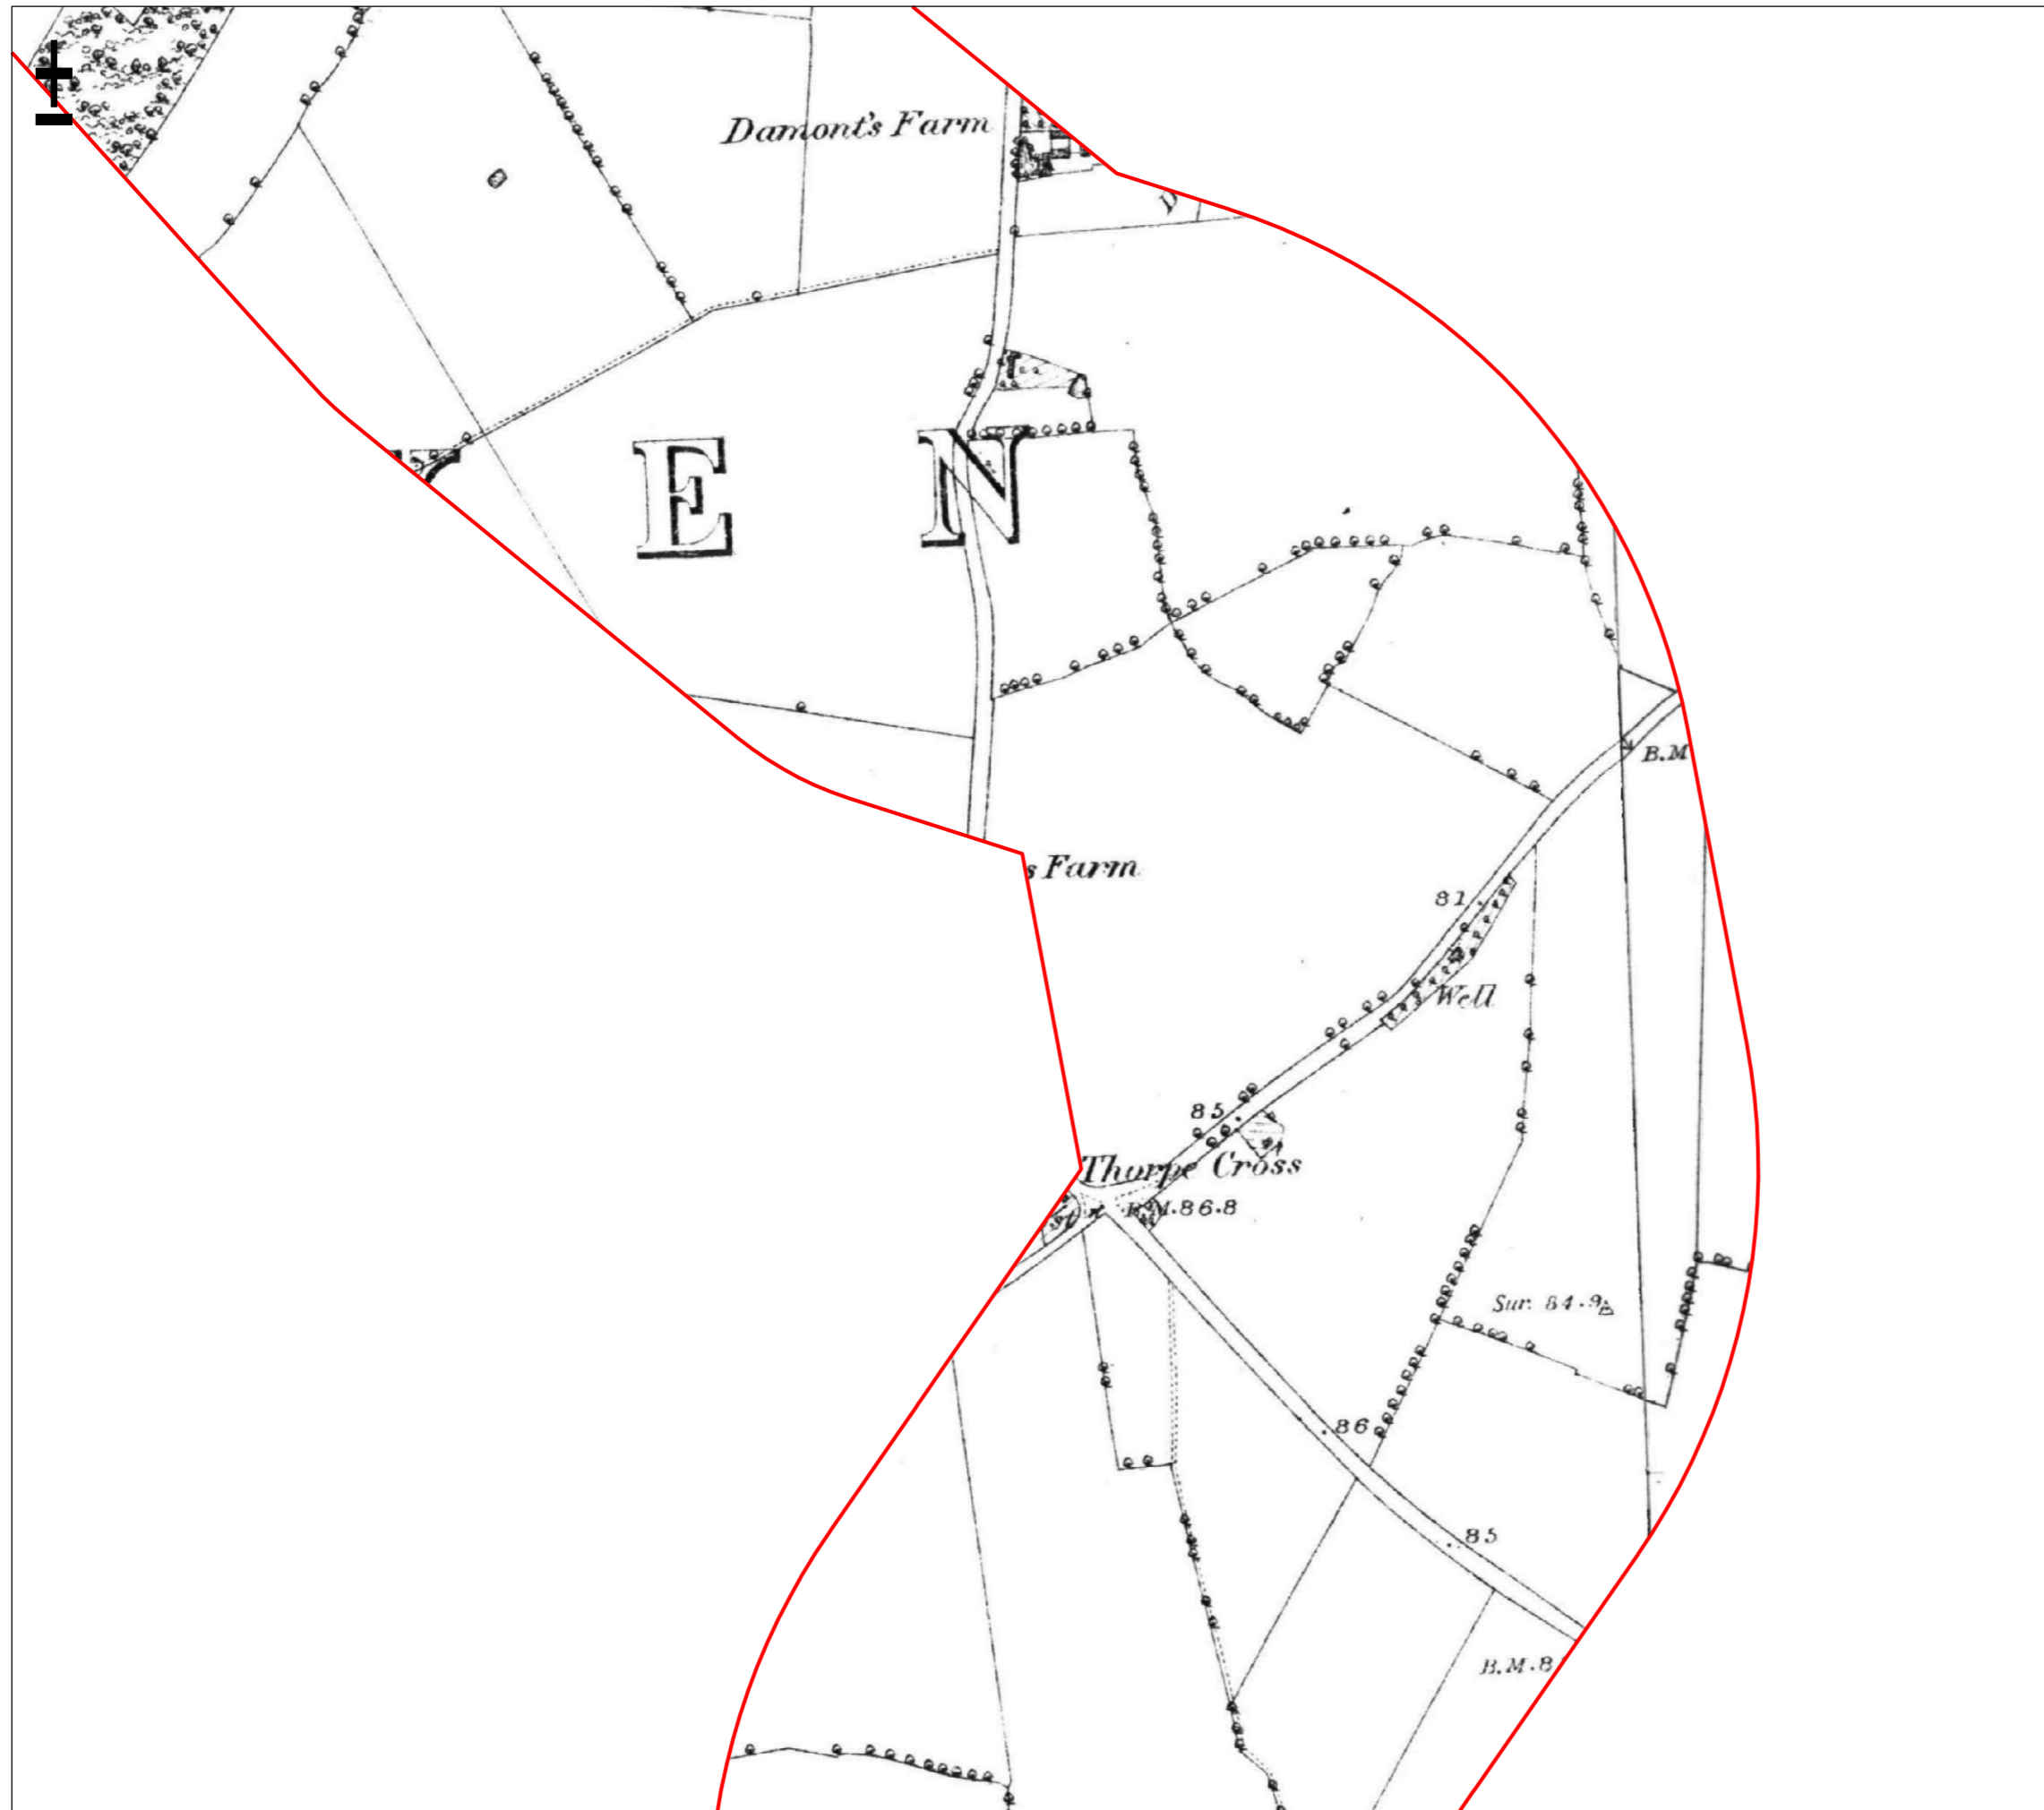 Damont's Farm
D
E N
B.M
s Farm
81
Well
85
Thorpe Cross
B.M.86.8
Sur. 84.9
86
85
B.M.8